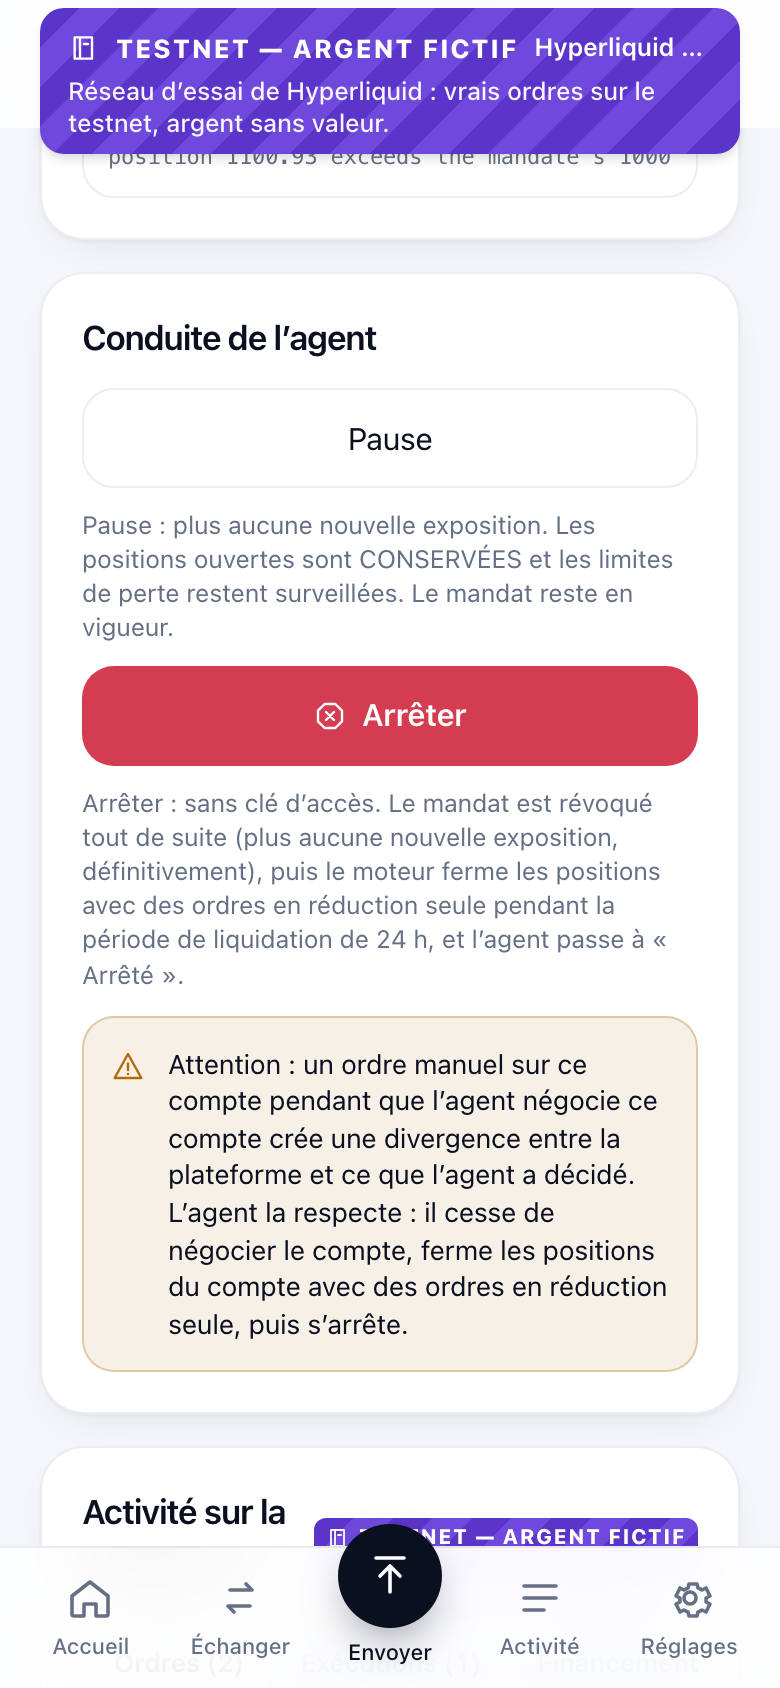 TESTNET — ARGENT FICTIF Hyperliquid ...
Réseau d’essai de Hyperliquid : vrais ordres sur le
testnet, argent sans valeur.
position 1100.93 exceeds the mandate's 1000
Conduite de l’agent
Pause
Pause : plus aucune nouvelle exposition. Les
positions ouvertes sont CONSERVÉES et les limites
de perte restent surveillées. Le mandat reste en
vigueur.
Arrêter
Arrêter : sans clé d’accès. Le mandat est révoqué
tout de suite (plus aucune nouvelle exposition,
définitivement), puis le moteur ferme les positions
avec des ordres en réduction seule pendant la
période de liquidation de 24 h, et l’agent passe à «
Arrêté ».
Attention : un ordre manuel sur ce
compte pendant que l’agent négocie ce
compte crée une divergence entre la
plateforme et ce que l’agent a décidé.
L’agent la respecte : il cesse de
négocier le compte, ferme les positions
du compte avec des ordres en réduction
seule, puis s’arrête.
Activité sur la
— ARGENT FICTIF
Ordres (2) Exécutions (1) Financement
Accueil Échanger Envoyer Activité Réglages